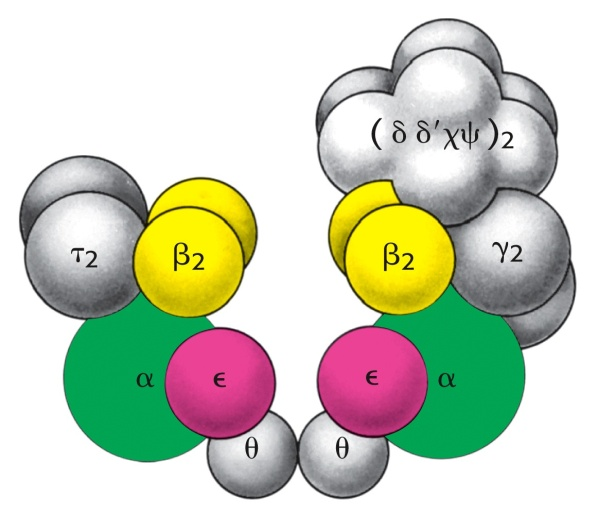 ( δ δ′χψ )₂
τ₂ β₂ β₂ γ₂
α ϵ ϵ α
θ θ